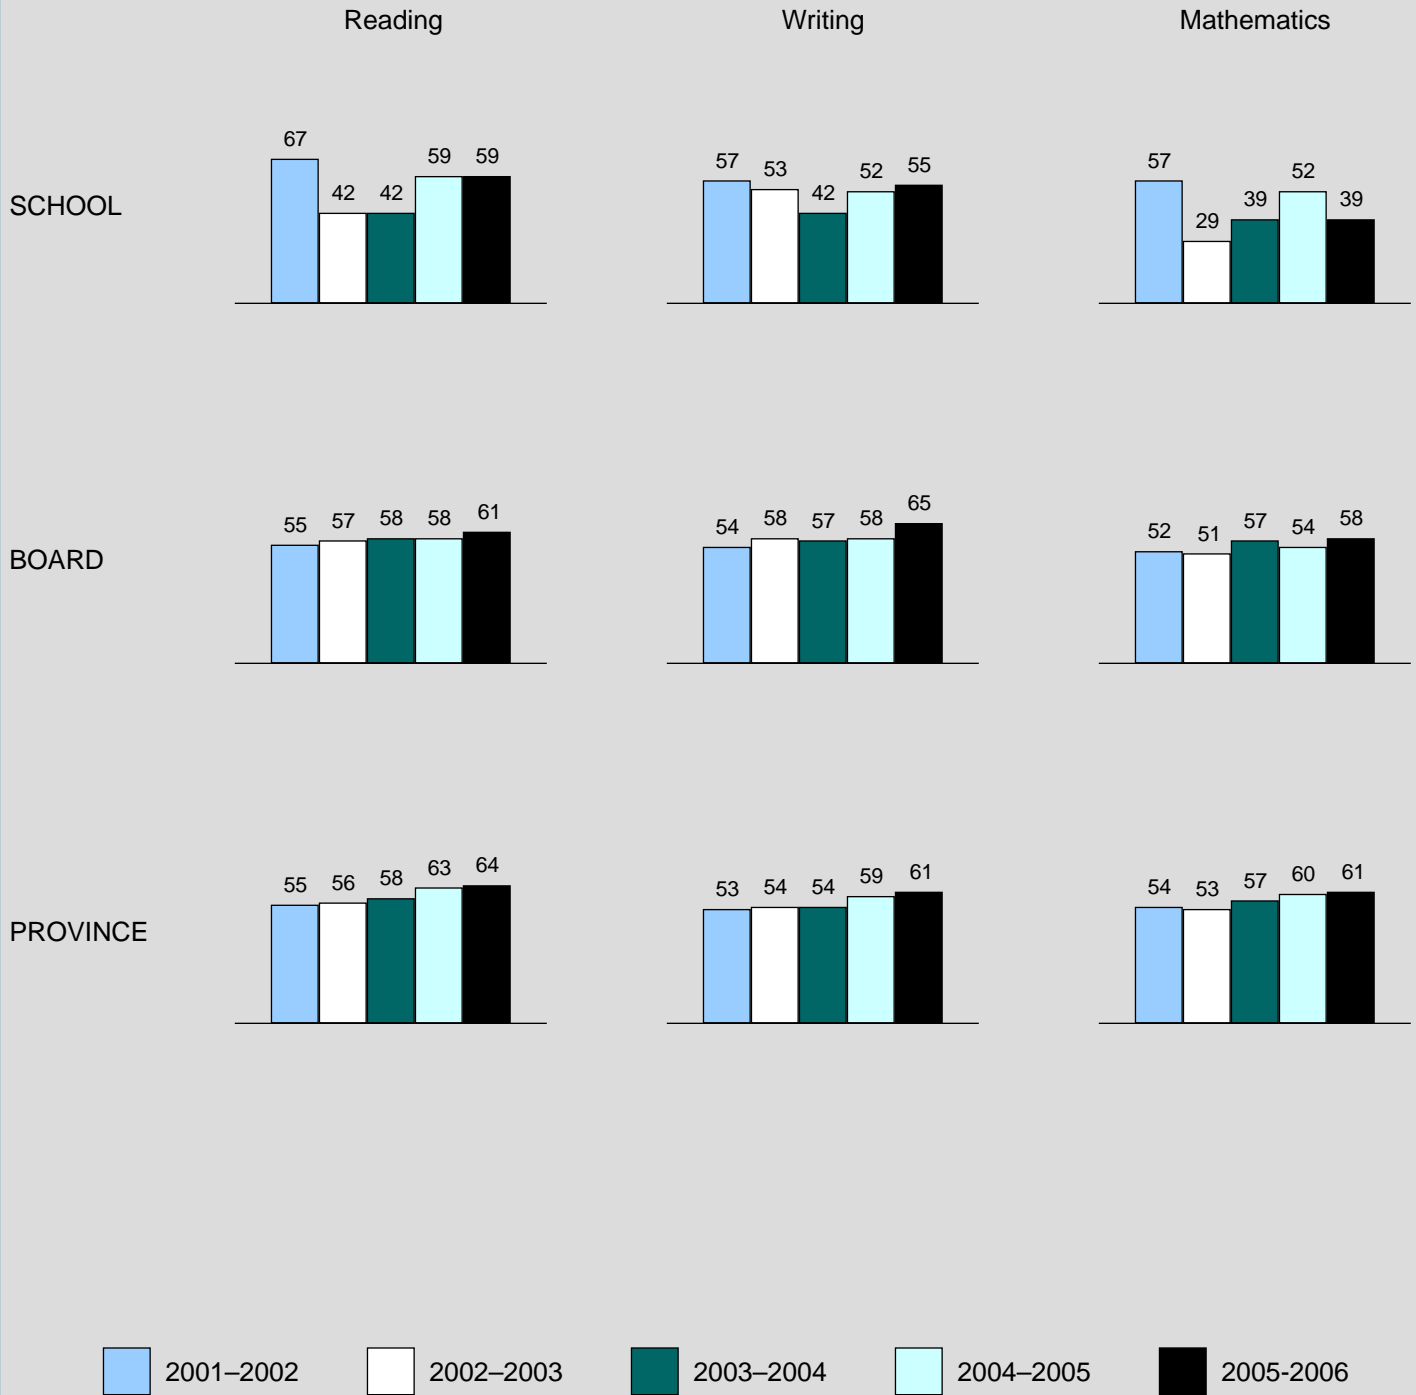 Reading Writing Mathematics
SCHOOL
67 42 42 59 59
57 53 42 52 55
57 29 39 52 39
BOARD
55 57 58 58 61
54 58 57 58 65
52 51 57 54 58
PROVINCE
55 56 58 63 64
53 54 54 59 61
54 53 57 60 61
2001–2002 2002–2003 2003–2004 2004–2005 2005-2006